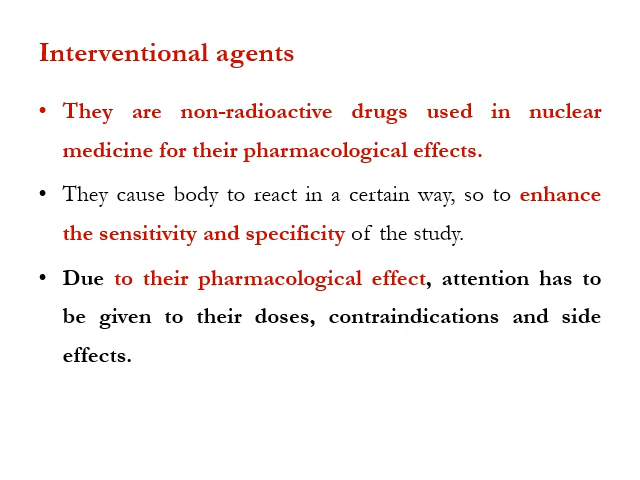 Interventional agents
• They are non-radioactive drugs used in nuclear
medicine for their pharmacological effects.
• They cause body to react in a certain way, so to enhance
the sensitivity and specificity of the study.
• Due to their pharmacological effect, attention has to
be given to their doses, contraindications and side
effects.